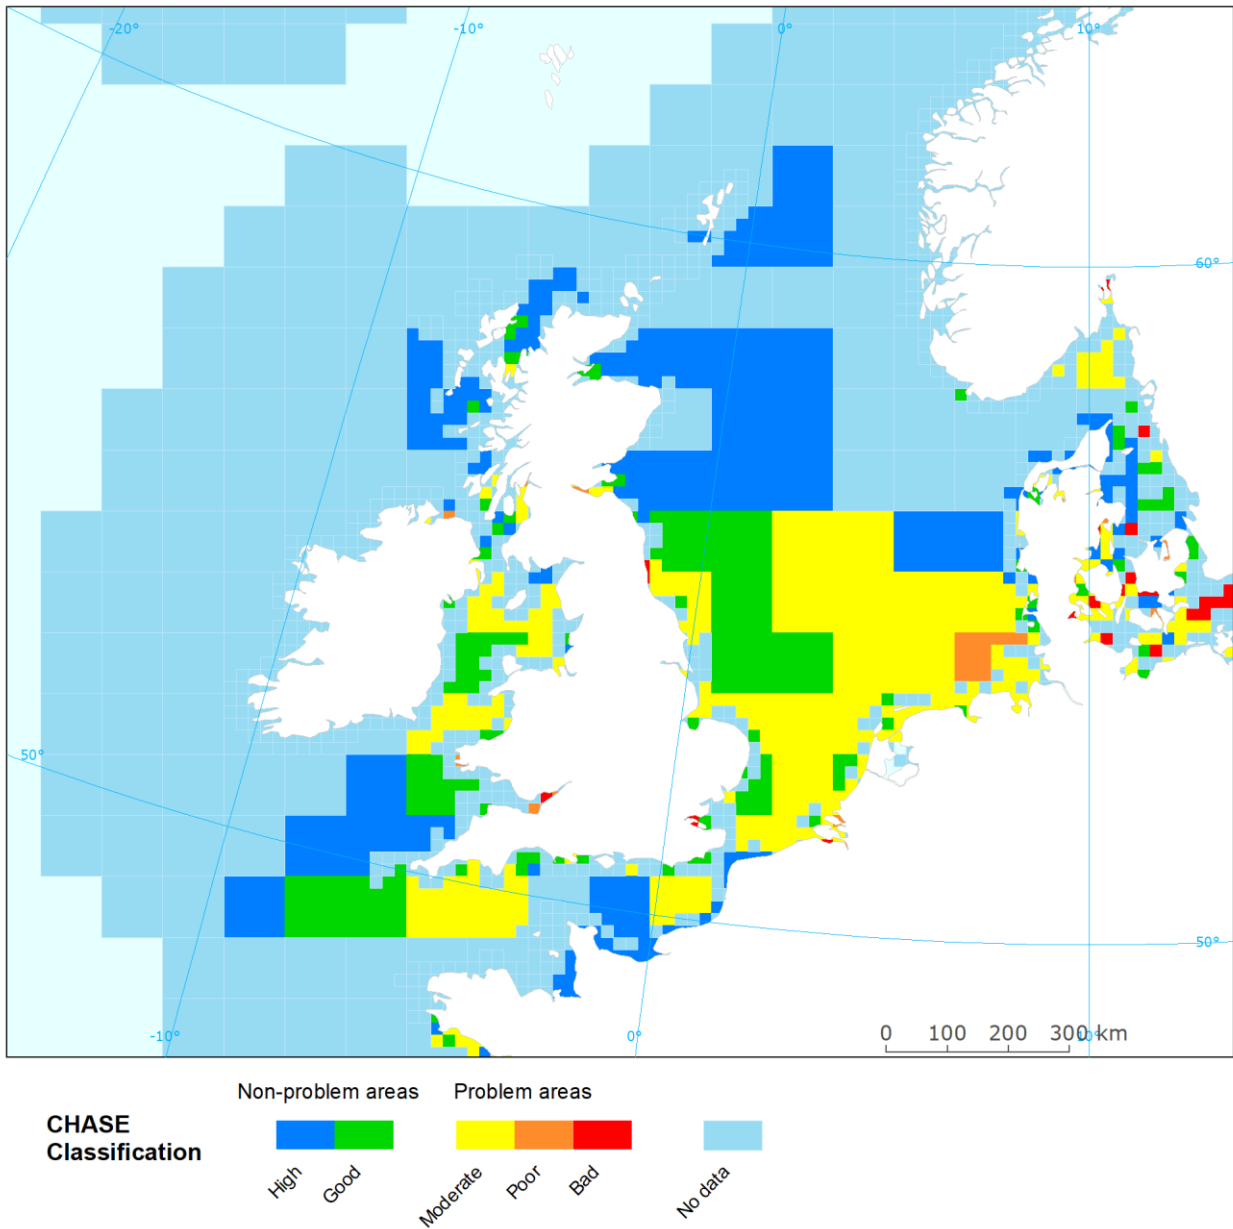 -20°
-10°
0°
10°
60°
50°
50°
-10°
0°
10°
0 100 200 300 km
Non-problem areas
Problem areas
CHASE
Classification
High
Good
Moderate
Poor
Bad
No data